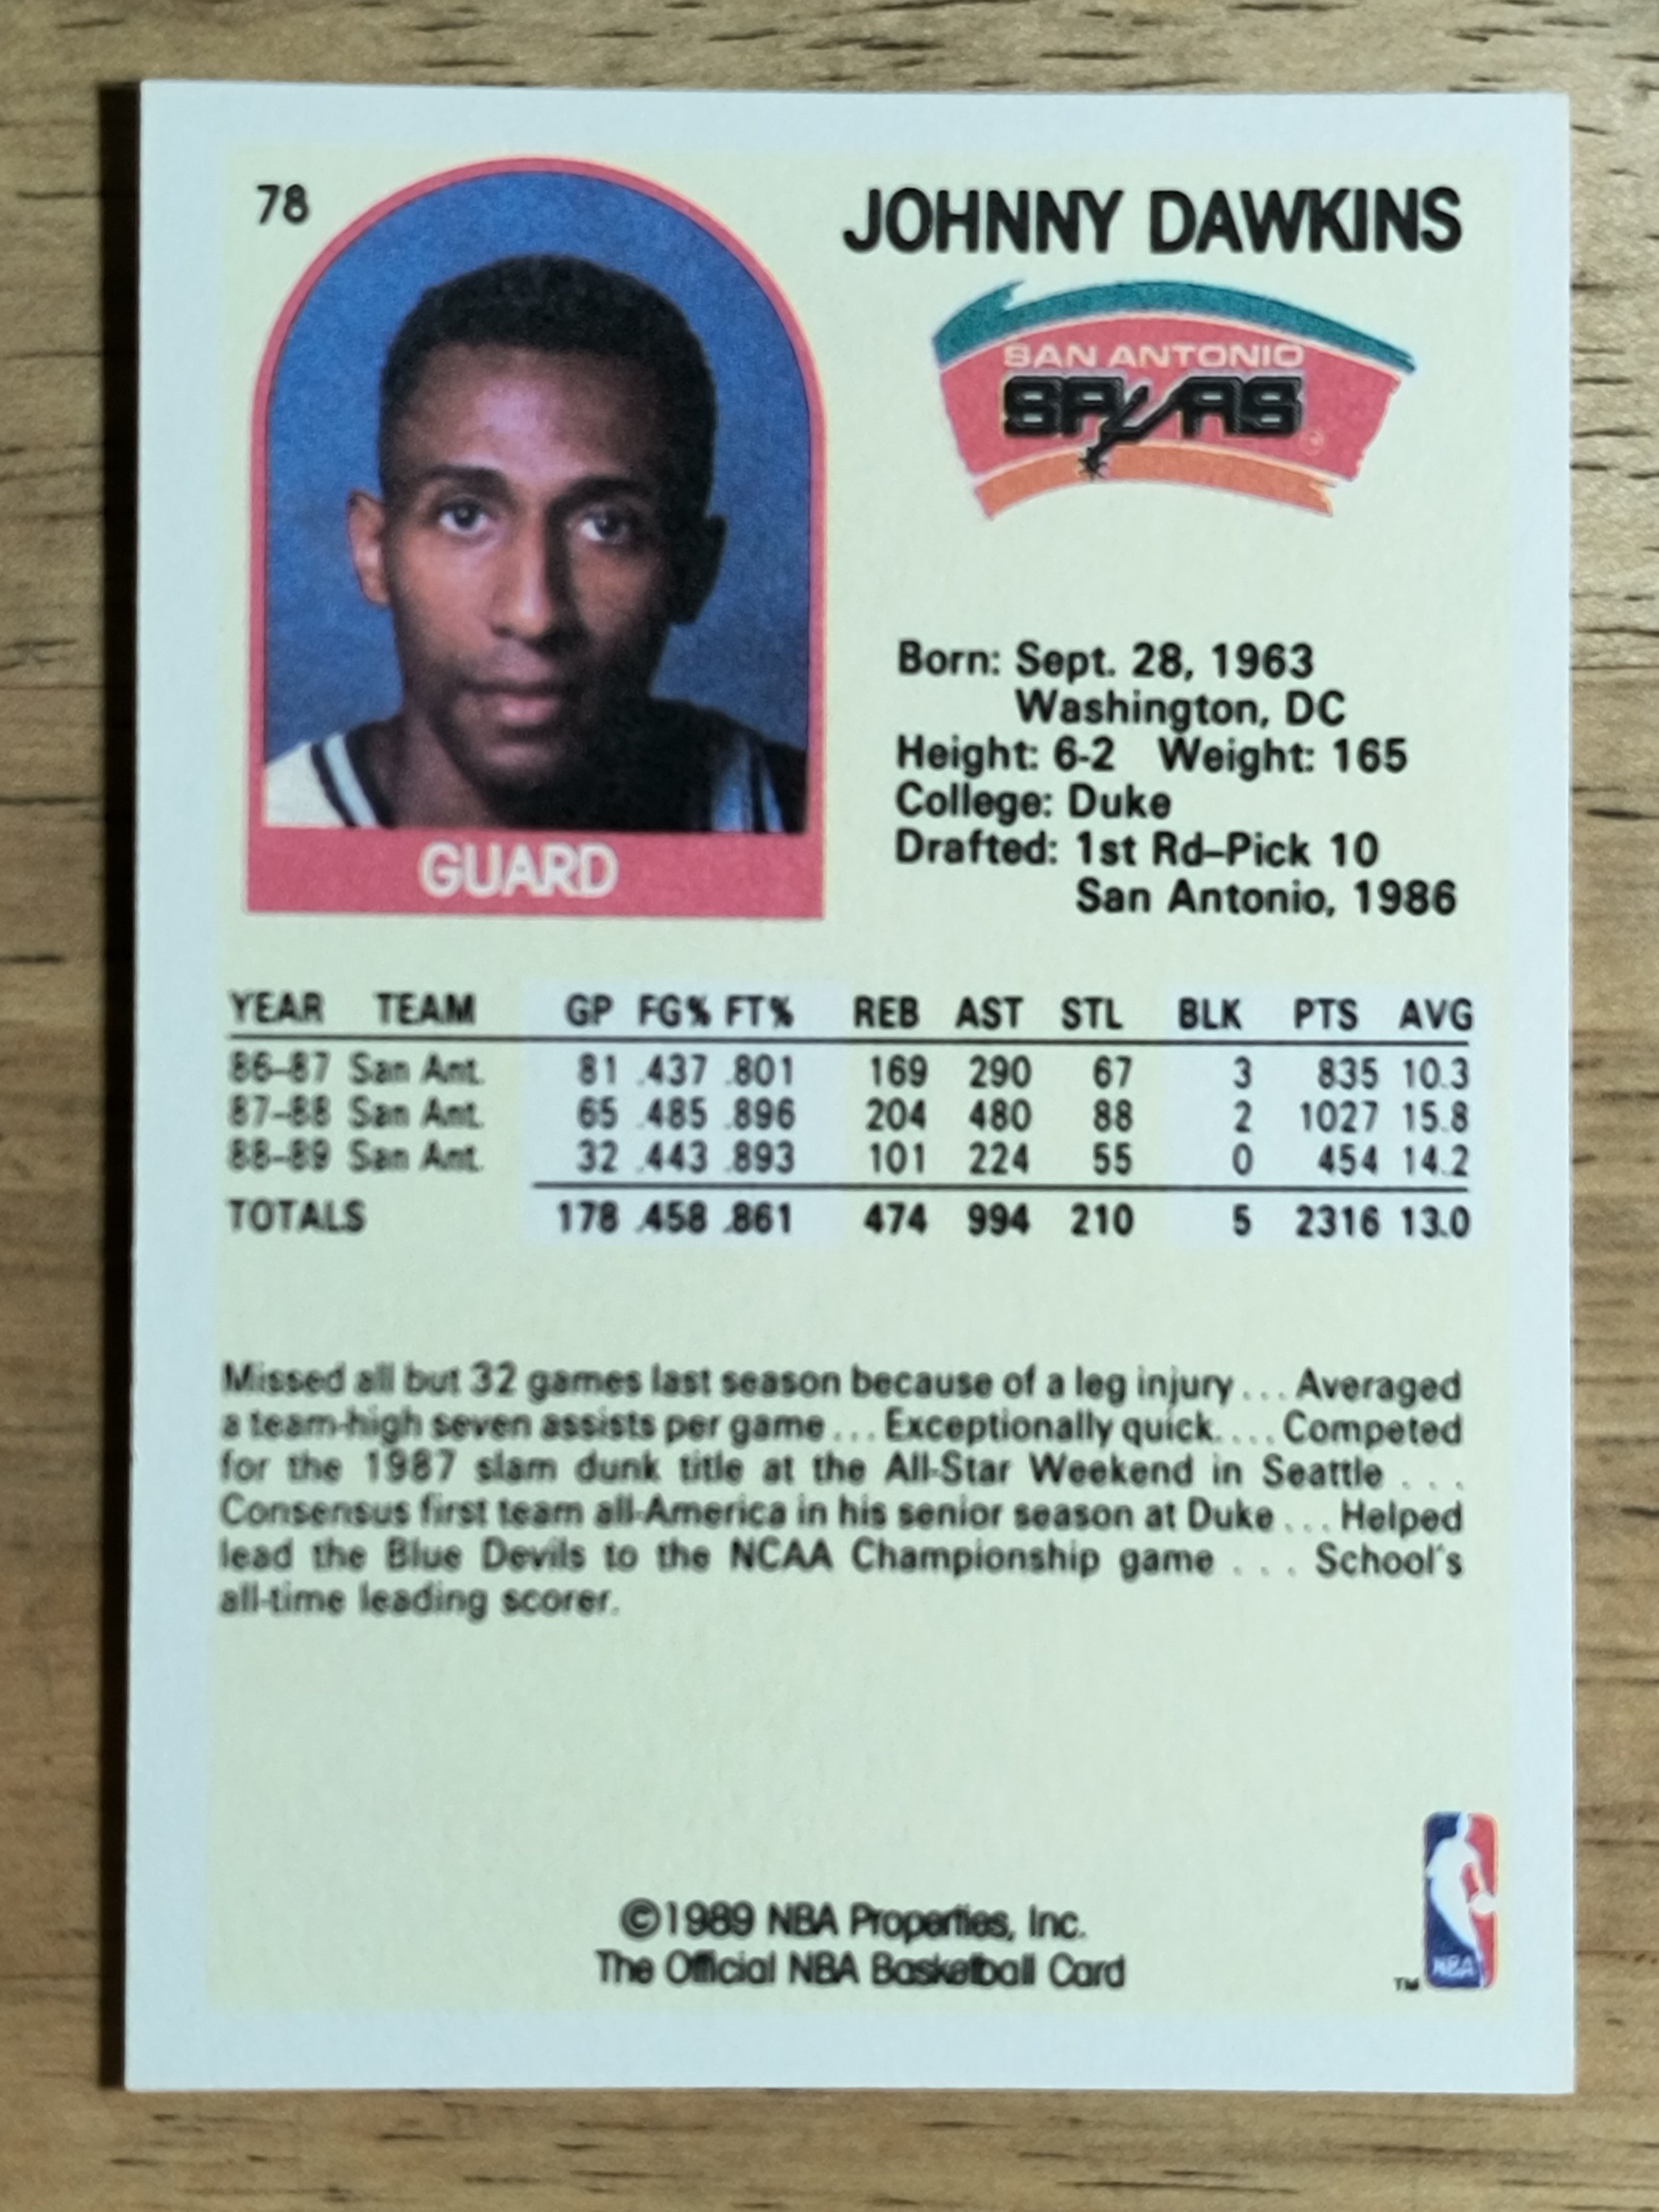 78
JOHNNY DAWKINS
SAN ANTONIO
SPURS
Born: Sept. 28, 1963
Washington, DC
Height: 6-2 Weight: 165
College: Duke
Drafted: 1st Rd–Pick 10
San Antonio, 1986
GUARD
YEAR TEAM GP FG% FT% REB AST STL BLK PTS AVG
86–87 San Ant. 81 .437 .801 169 290 67 3 835 10.3
87–88 San Ant. 65 .485 .896 204 480 88 2 1027 15.8
88–89 San Ant. 32 .443 .893 101 224 55 0 454 14.2
TOTALS 178 .458 .861 474 994 210 5 2316 13.0
Missed all but 32 games last season because of a leg injury . . . Averaged
a team-high seven assists per game . . . Exceptionally quick. . . . Competed
for the 1987 slam dunk title at the All-Star Weekend in Seattle . . .
Consensus first team all-America in his senior season at Duke . . . Helped
lead the Blue Devils to the NCAA Championship game . . . School's
all-time leading scorer.
©1989 NBA Properties, Inc.
The Official NBA Basketball Card
TM NBA